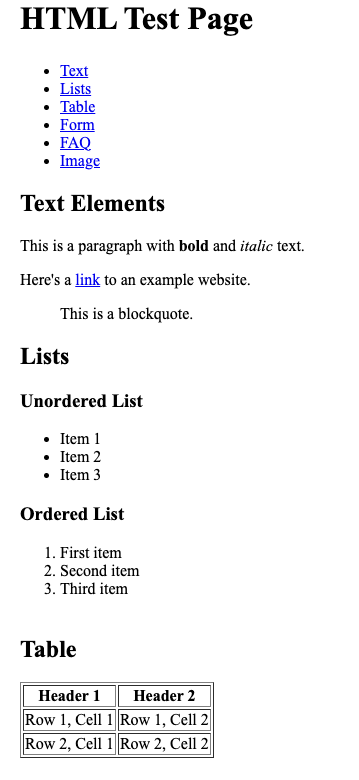 HTML Test Page
• Text
• Lists
• Table
• Form
• FAQ
• Image
Text Elements
This is a paragraph with bold and italic text.
Here's a link to an example website.
This is a blockquote.
Lists
Unordered List
• Item 1
• Item 2
• Item 3
Ordered List
1. First item
2. Second item
3. Third item
Table
Header 1 Header 2
Row 1, Cell 1 Row 1, Cell 2
Row 2, Cell 1 Row 2, Cell 2